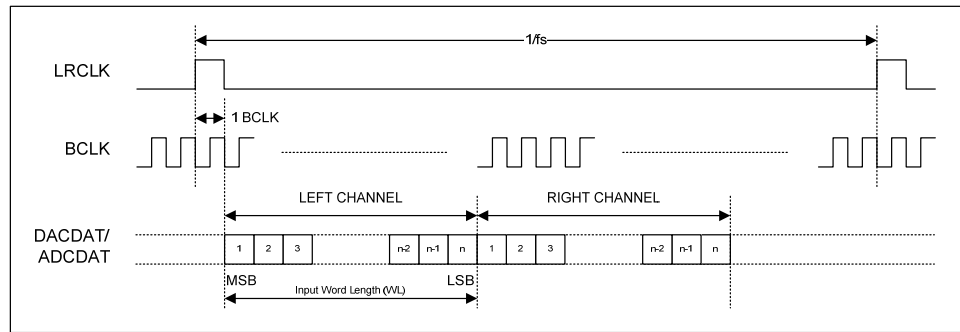 1/fs
LRCLK
1 BCLK
BCLK
LEFT CHANNEL RIGHT CHANNEL
DACDAT/
ADCDAT
1 2 3 n-2 n-1 n 1 2 3 n-2 n-1 n
MSB LSB
Input Word Length (WL)